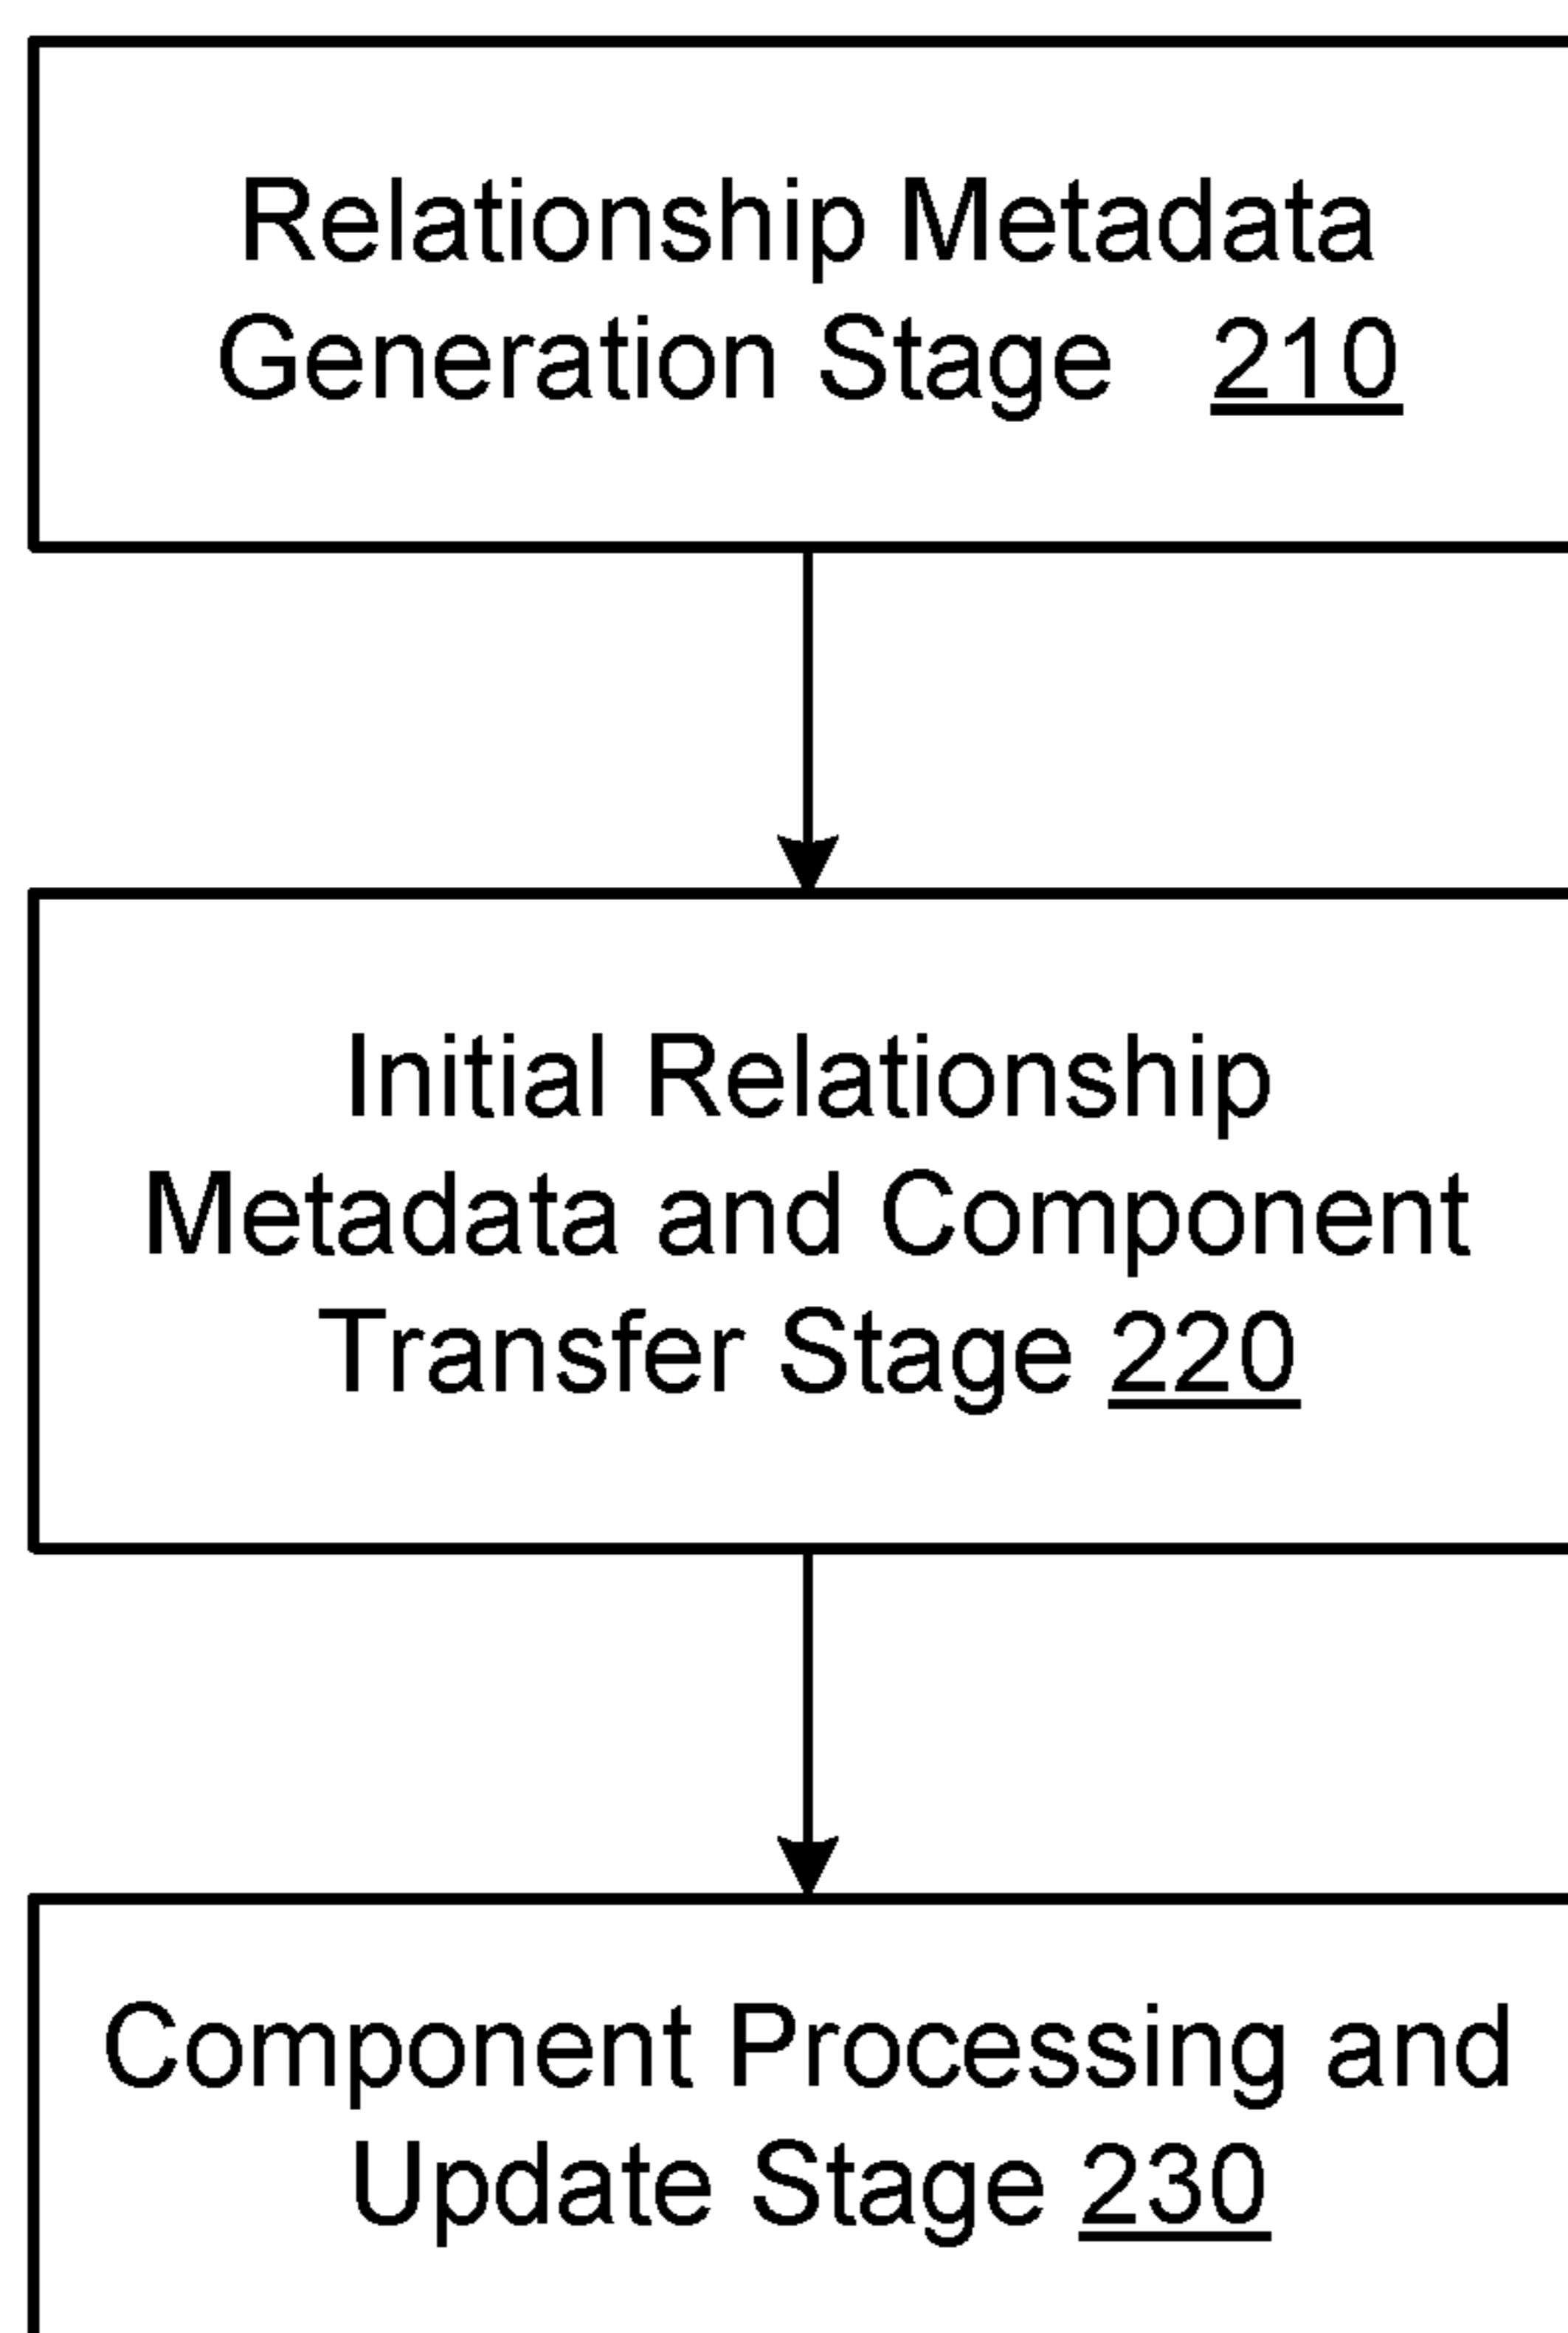 Relationship Metadata
Generation Stage 210
Initial Relationship
Metadata and Component
Transfer Stage 220
Component Processing and
Update Stage 230